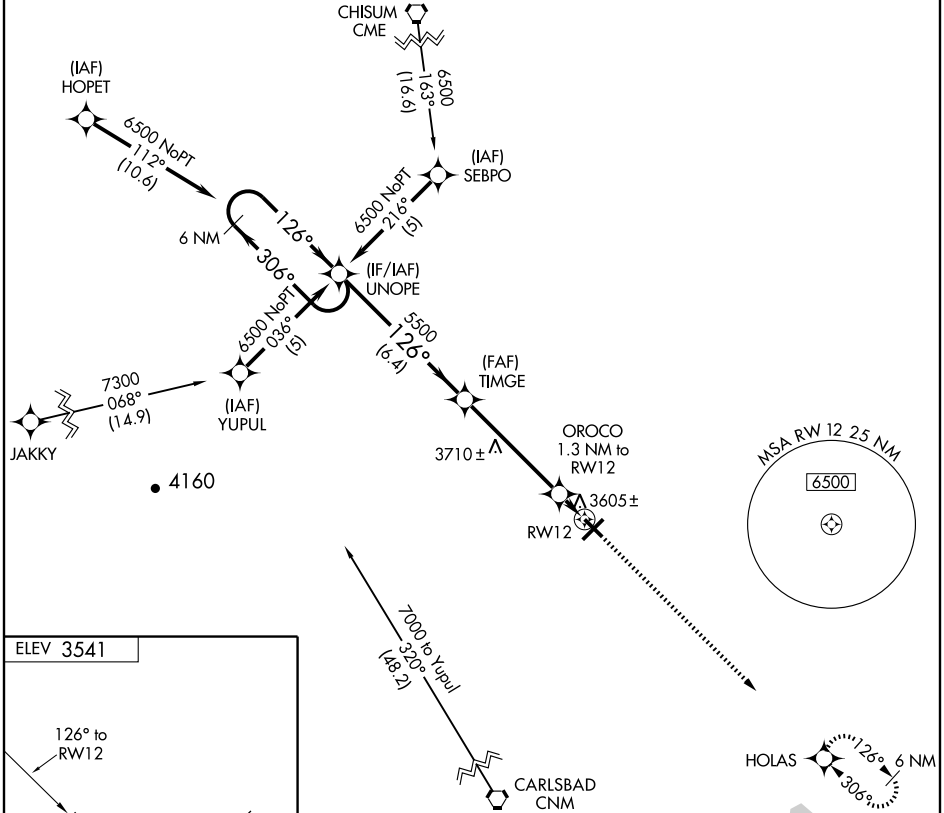 CHISUM
CME
6500
163°
(16.6)
(IAF)
HOPET
6500 NoPT
112°
(10.6)
(IAF)
SEBPO
6500 NoPT
216°
(5)
6 NM
126°
306°
(IF/IAF)
UNOPE
6500 NoPT
036°
(5)
5500
126°
(6.4)
(IAF)
YUPUL
7300
068°
(14.9)
JAKKY
(FAF)
TIMGE
4160
3710±
OROCO
1.3 NM to
RW12
3605±
RW12
MSA RW 12 25 NM
6500
7000 to Yupul
320°
(48.2)
CARLSBAD
CNM
HOLAS
126°
306°
6 NM
ELEV 3541
126° to
RW12